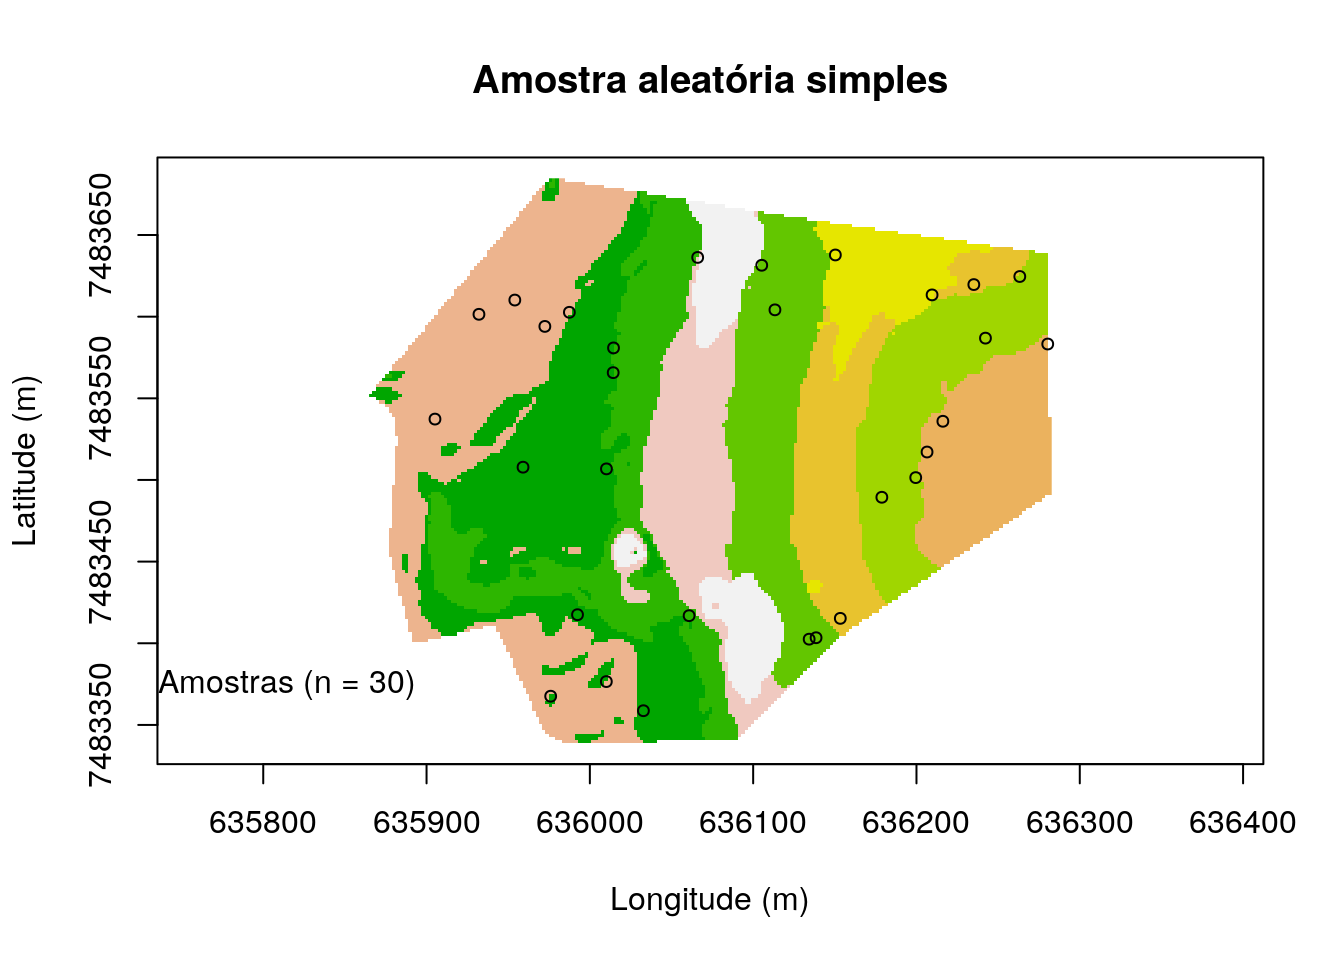 Amostra aleatória simples
Latitude (m)
7483650
7483550
7483450
7483350
Amostras (n = 30)
635800 635900 636000 636100 636200 636300 636400
Longitude (m)